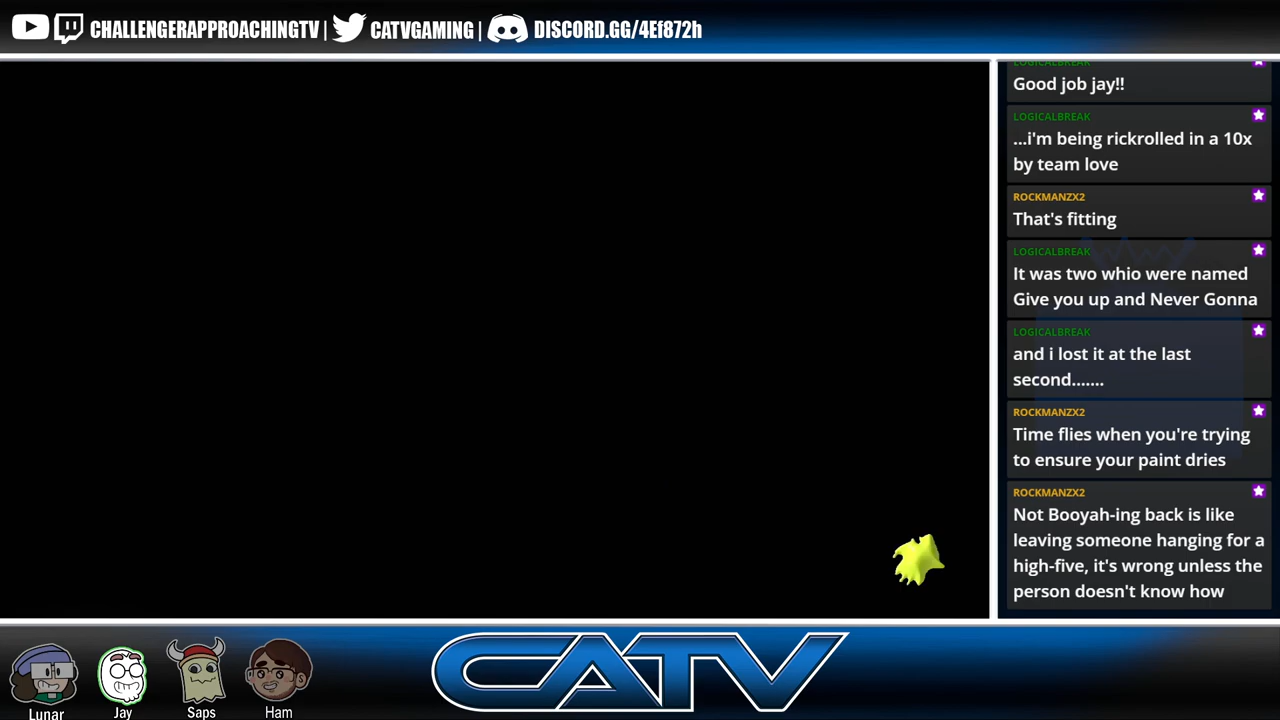 CHALLENGERAPPROACHINGTV | CATVGAMING | DISCORD.GG/4Ef872h
LOGICALBREAK
Good job jay!!
LOGICALBREAK
...i'm being rickrolled in a 10x
by team love
ROCKMANZX2
That's fitting
LOGICALBREAK
It was two whio were named
Give you up and Never Gonna
LOGICALBREAK
and i lost it at the last
second.......
ROCKMANZX2
Time flies when you're trying
to ensure your paint dries
ROCKMANZX2
Not Booyah-ing back is like
leaving someone hanging for a
high-five, it's wrong unless the
person doesn't know how
CATV
Lunar
Jay
Saps
Ham